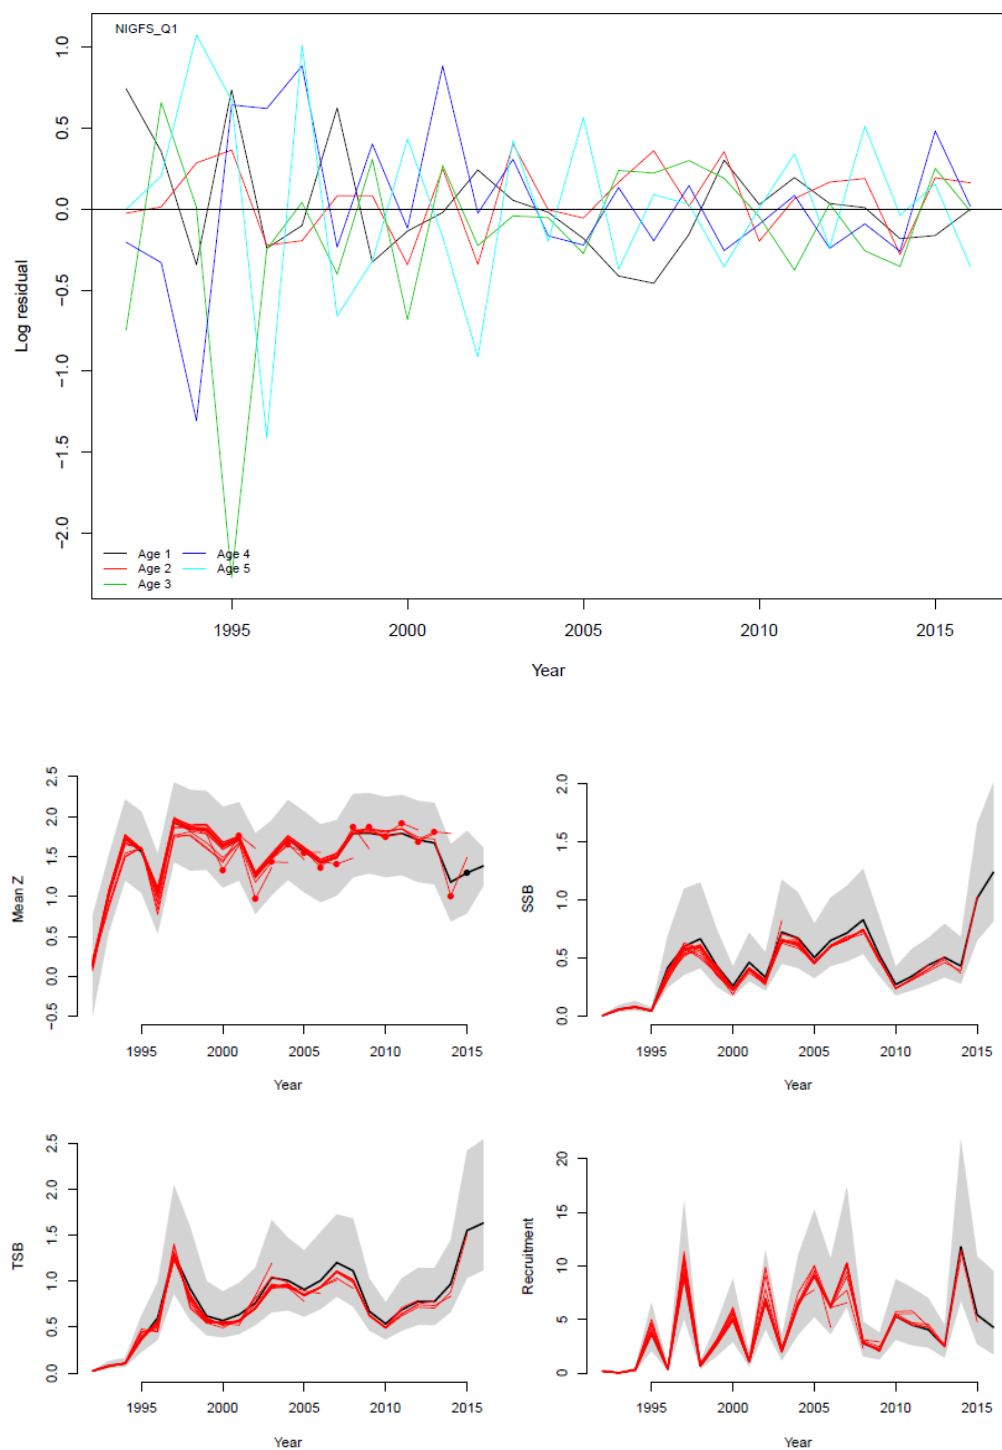 NIGFS_Q1
1.0
0.5
0.0
−0.5
−1.0
−1.5
−2.0
Log residual
Age 1 Age 4
Age 2 Age 5
Age 3
1995 2000 2005 2010 2015
Year
2.5
2.0
1.5
1.0
0.5
0.0
−0.5
Mean Z
1995 2000 2005 2010 2015
Year
2.0
1.5
1.0
0.5
0.0
SSB
1995 2000 2005 2010 2015
Year
2.5
2.0
1.5
1.0
0.5
0.0
TSB
1995 2000 2005 2010 2015
Year
20
15
10
5
0
Recruitment
1995 2000 2005 2010 2015
Year